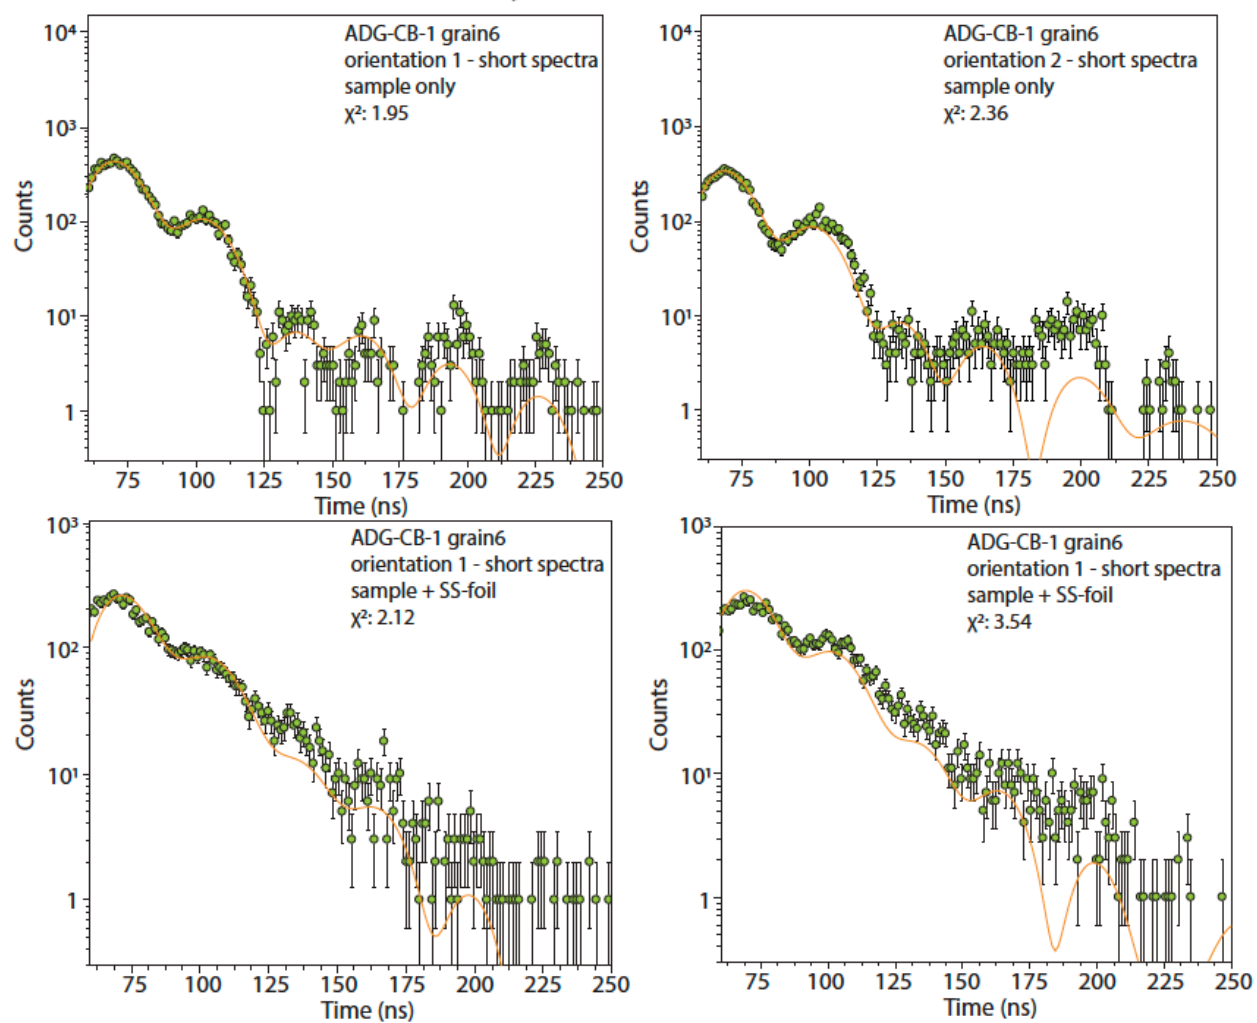 10⁴
10³
10²
10¹
1
Counts
ADG-CB-1 grain6
orientation 1 - short spectra
sample only
χ²: 1.95
75 100 125 150 175 200 225 250
Time (ns)
10⁴
10³
10²
10¹
1
Counts
ADG-CB-1 grain6
orientation 2 - short spectra
sample only
χ²: 2.36
75 100 125 150 175 200 225 250
Time (ns)
10³
10²
10¹
1
Counts
ADG-CB-1 grain6
orientation 1 - short spectra
sample + SS-foil
χ²: 2.12
75 100 125 150 175 200 225 250
Time (ns)
10³
10²
10¹
1
Counts
ADG-CB-1 grain6
orientation 1 - short spectra
sample + SS-foil
χ²: 3.54
75 100 125 150 175 200 225 250
Time (ns)